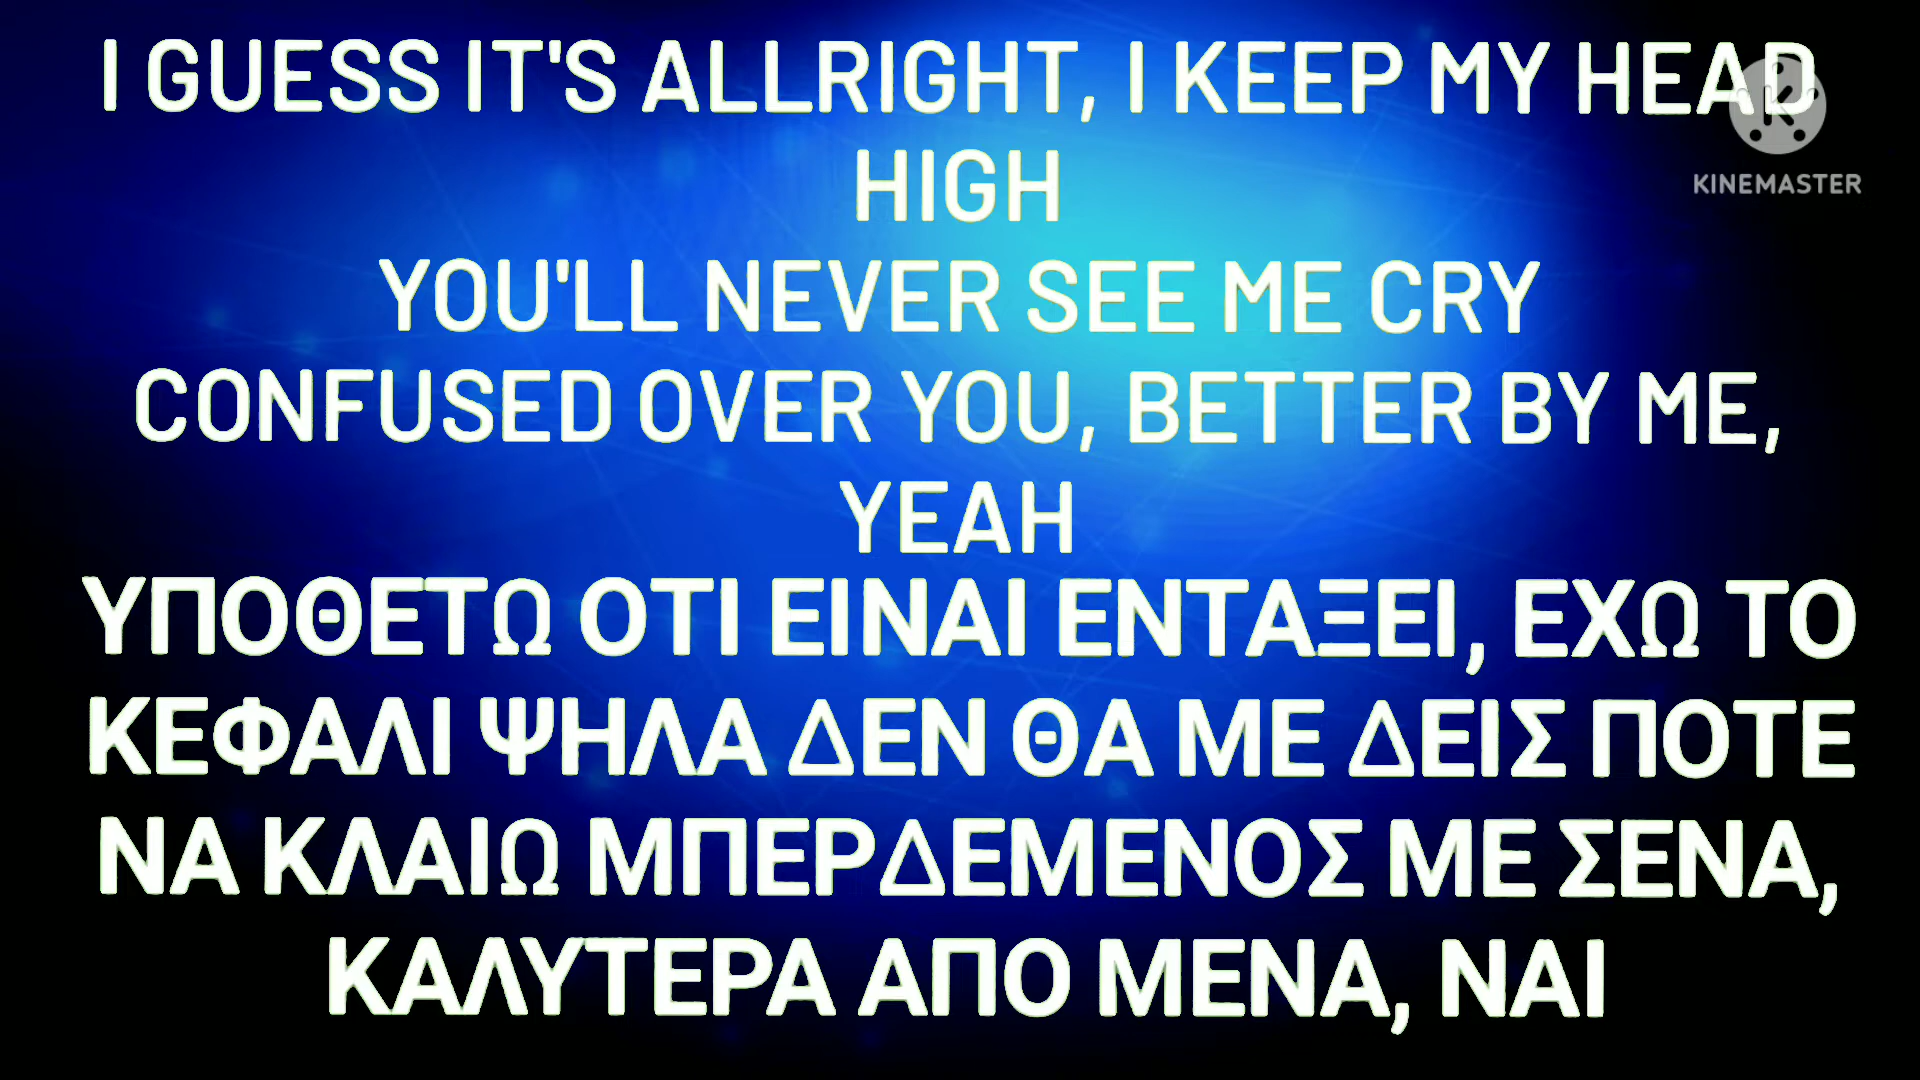 I GUESS IT'S ALLRIGHT, I KEEP MY HEAD
HIGH
YOU'LL NEVER SEE ME CRY
CONFUSED OVER YOU, BETTER BY ME,
YEAH
ΥΠΟΘΕΤΩ ΟΤΙ ΕΙΝΑΙ ΕΝΤΑΞΕΙ, ΕΧΩ ΤΟ
ΚΕΦΑΛΙ ΨΗΛΑ ΔΕΝ ΘΑ ΜΕ ΔΕΙΣ ΠΟΤΕ
ΝΑ ΚΛΑΙΩ ΜΠΕΡΔΕΜΕΝΟΣ ΜΕ ΣΕΝΑ,
ΚΑΛΥΤΕΡΑ ΑΠΟ ΜΕΝΑ, ΝΑΙ
K
KINEMASTER